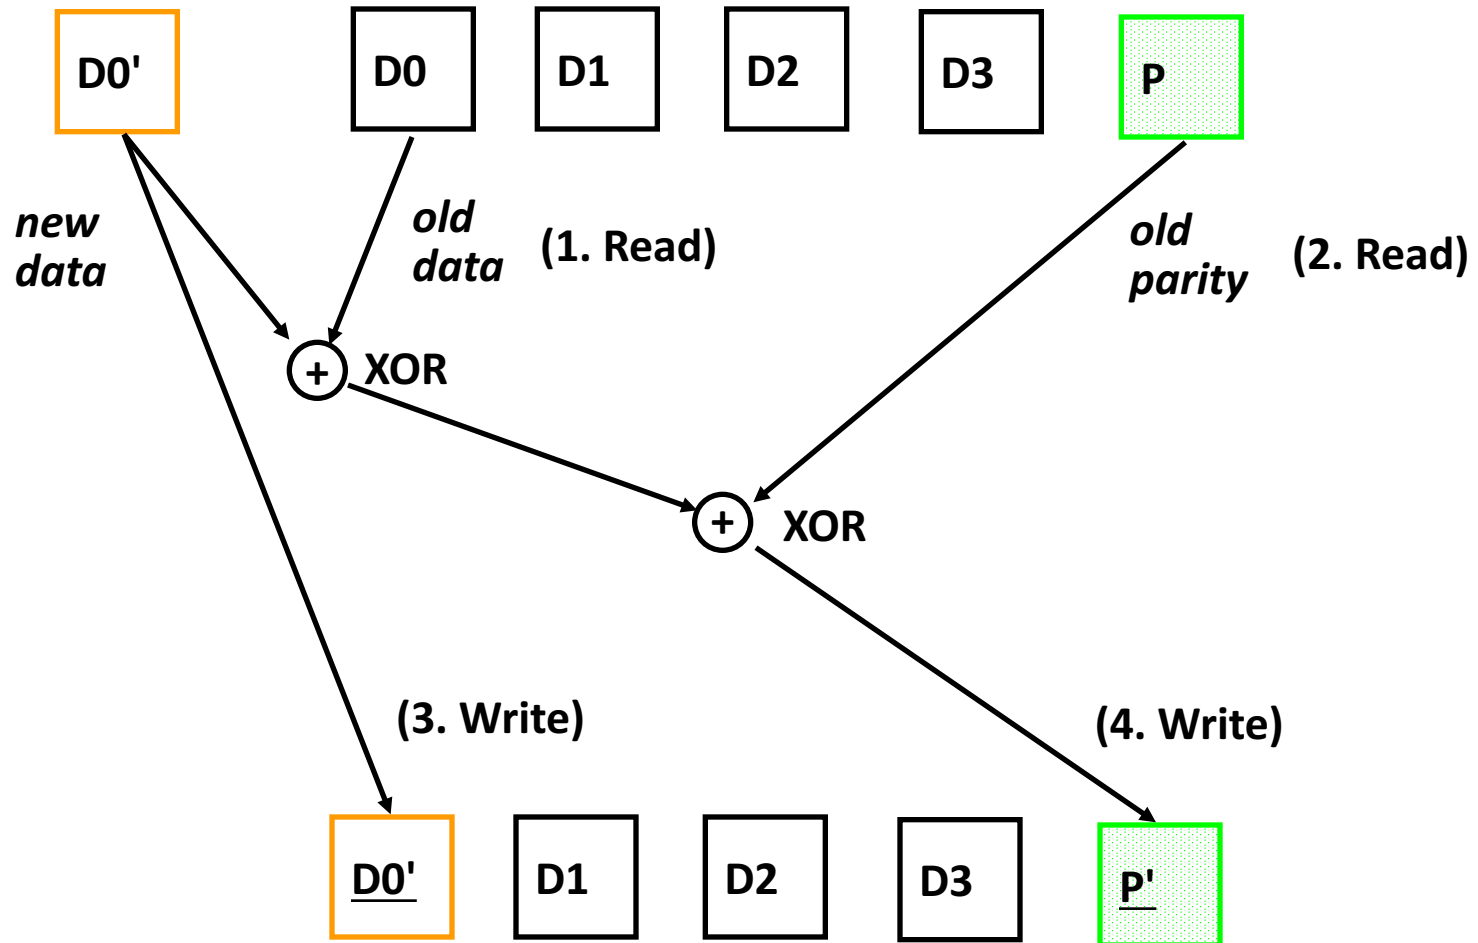 D0'
D0
D1
D2
D3
P
new
data
old
data
(1. Read)
old
parity
(2. Read)
+
XOR
+
XOR
(3. Write)
(4. Write)
D0'
D1
D2
D3
P'